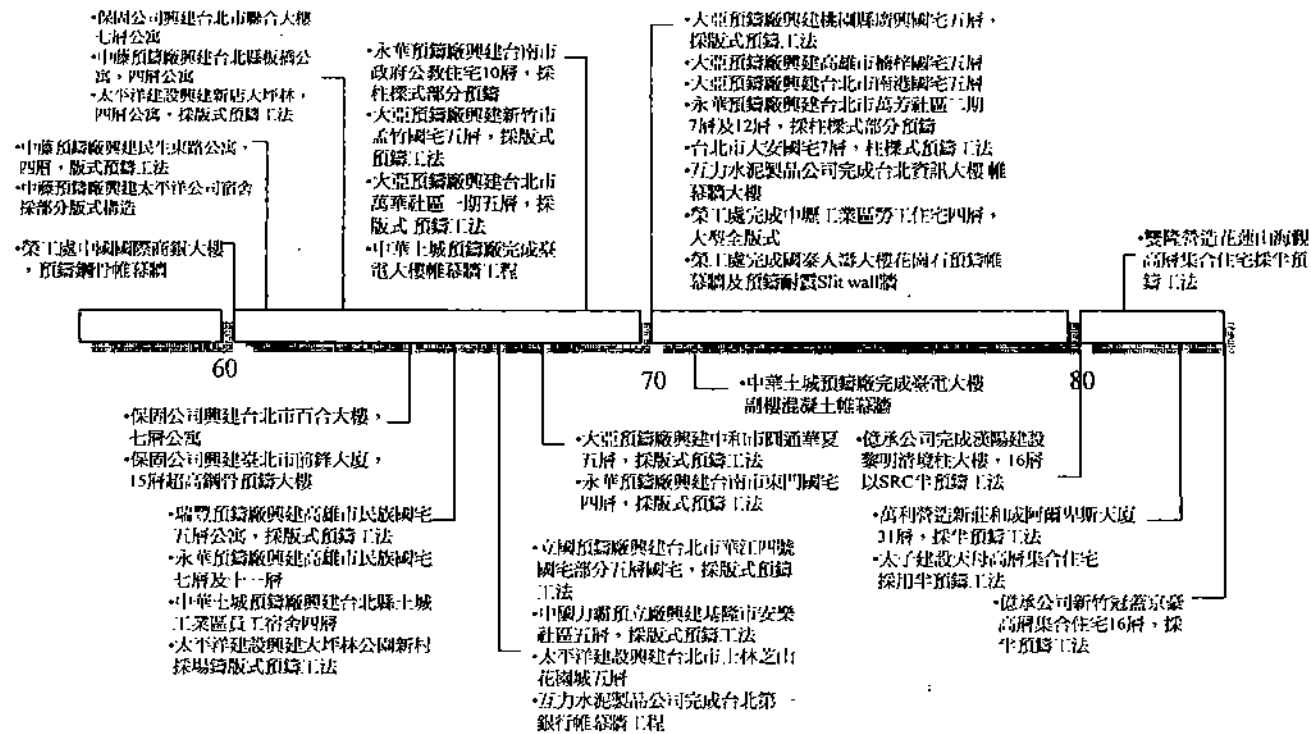 •保固公司興建台北市聯合大樓
七層公寓
•中藤預鑄廠興建台北縣板橋公
寓，四層公寓
•太平洋建設興建新店大坪林，
四層公寓，採版式預鑄工法
•中藤預鑄廠興建民生東路公寓，
四層，版式預鑄工法
•中藤預鑄廠興建太平洋公司宿舍
採部分版式構造
•榮工處中國國際商銀大樓
，預鑄鋼骨帷幕牆
•永華預鑄廠興建台南市
政府公教住宅10層，採
柱樑式部分預鑄
•大亞預鑄廠興建新竹市
孟竹國宅五層，採版式
預鑄工法
•大亞預鑄廠興建台北市
萬華社區一期五層，採
版式 預鑄工法
•中華土城預鑄廠完成臺
電大樓帷幕牆工程
•大亞預鑄廠興建桃園縣廣興國宅五層，
採版式預鑄工法
•大亞預鑄廠興建高雄市楠梓國宅五層
•大亞預鑄廠興建台北市南港國宅五層
•永華預鑄廠興建台北市萬芳社區二期
7層及12層，採柱樑式部分預鑄
•台北市大安國宅7層，柱樑式預鑄工法
•互力水泥製品公司完成台北資訊大樓 帷
幕牆大樓
•榮工處完成中壢工業區勞工住宅四層，
大型全版式
•榮工處完成國泰人壽大樓花崗石預鑄帷
幕牆及預鑄耐震Slit wall牆
•雙隆營造花蓮山海觀
高層集合住宅採半預
鑄工法
60
70
80
•保固公司興建台北市百合大樓，
七層公寓
•保固公司興建臺北市前鋒大廈，
15層超高鋼骨預鑄大樓
•瑞豐預鑄廠興建高雄市民族國宅
五層公寓，採版式預鑄工法
•永華預鑄廠興建高雄市民族國宅
七層及十一層
•中華土城預鑄廠興建台北縣土城
工業區員工宿舍四層
•太平洋建設興建大坪林公園新村
採場鑄版式預鑄工法
•大亞預鑄廠興建中和市圓通華夏
五層，採版式預鑄工法
•永華預鑄廠興建台南市東門國宅
四層，採版式預鑄工法
•立國預鑄廠興建台北市華江四號
國宅部分五層國宅，採版式預鑄
工法
•中國力霸預立廠興建基隆市安樂
社區五層，採版式預鑄工法
•太平洋建設興建台北市士林芝山
花園城五層
•互力水泥製品公司完成台北第一
銀行帷幕牆工程
•中華土城預鑄廠完成臺電大樓
副樓混凝土帷幕牆
•億承公司完成漢陽建設
黎明清境柱大樓，16層
以SRC半預鑄工法
•萬利營造新莊和成阿爾卑斯大廈
31層，採半預鑄工法
•太子建設天母高層集合住宅
採用半預鑄工法
•億承公司新竹冠蓋京豪
高層集合住宅16層，採
半預鑄工法